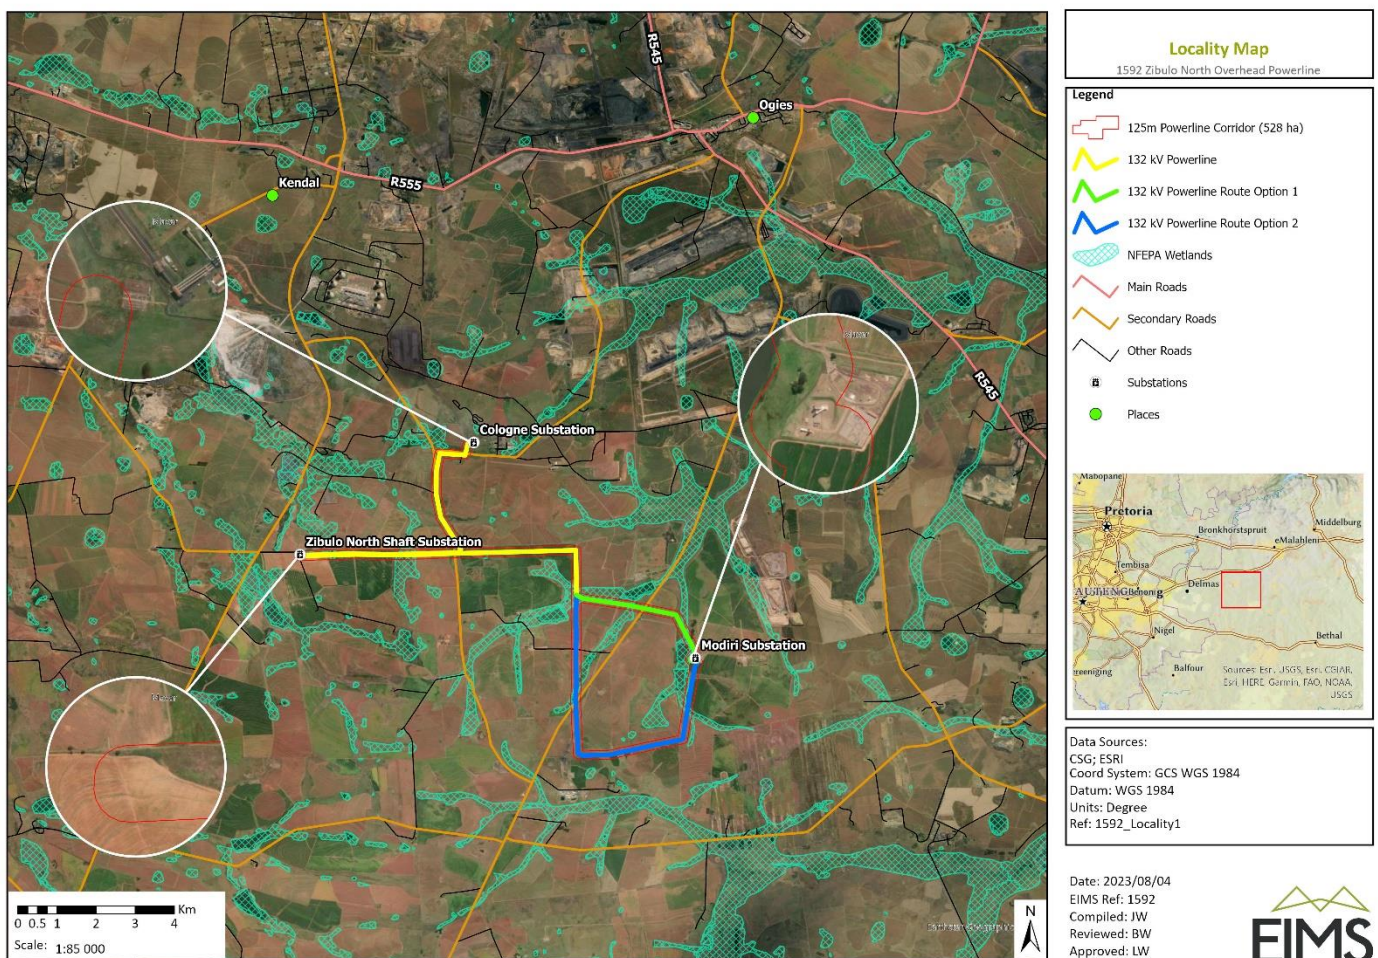 R545
Ogies
Kendal
R555
R545
Cologne Substation
Zibulo North Shaft Substation
Modiri Substation
Km
0 0.5 1 2 3 4
Scale: 1:85 000
N
Locality Map
1592 Zibulo North Overhead Powerline
Legend
125m Powerline Corridor (528 ha)
132 kV Powerline
132 kV Powerline Route Option 1
132 kV Powerline Route Option 2
NFEPA Wetlands
Main Roads
Secondary Roads
Other Roads
Substations
Places
Mabopane
Pretoria
Bronkhorstspruit
Middelburg
eMalahleni
Tembisa
Delmas
Nigel
Bethal
Balfour
ereeniging
Sources: Esri, USGS, Esri, CGIAR,
Esri, HERE, Garmin, FAO, NOAA,
USGS
Data Sources:
CSG; ESRI
Coord System: GCS WGS 1984
Datum: WGS 1984
Units: Degree
Ref: 1592_Locality1
Date: 2023/08/04
EIMS Ref: 1592
Compiled: JW
Reviewed: BW
Approved: LW
EIMS